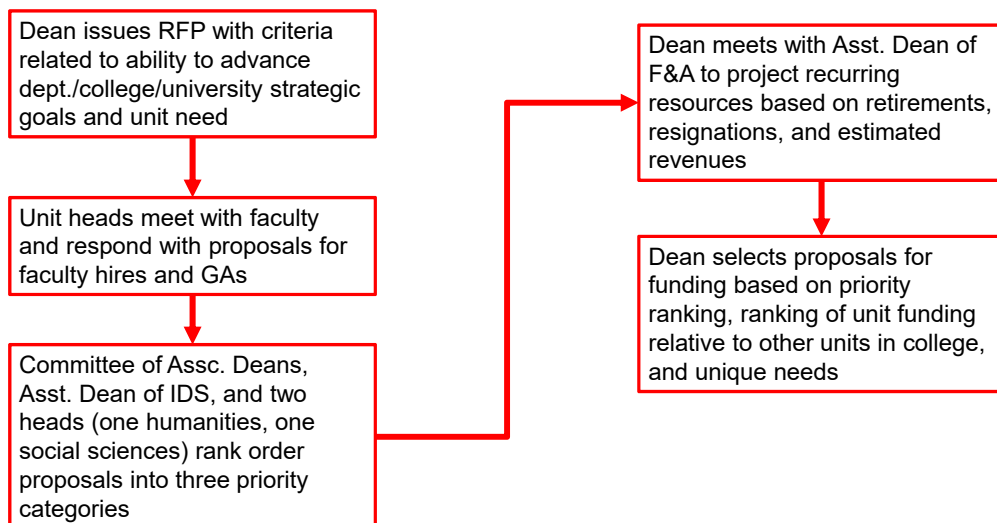 Dean issues RFP with criteria
related to ability to advance
dept./college/university strategic
goals and unit need
Unit heads meet with faculty
and respond with proposals for
faculty hires and GAs
Committee of Assc. Deans,
Asst. Dean of IDS, and two
heads (one humanities, one
social sciences) rank order
proposals into three priority
categories
Dean meets with Asst. Dean of
F&A to project recurring
resources based on retirements,
resignations, and estimated
revenues
Dean selects proposals for
funding based on priority
ranking, ranking of unit funding
relative to other units in college,
and unique needs